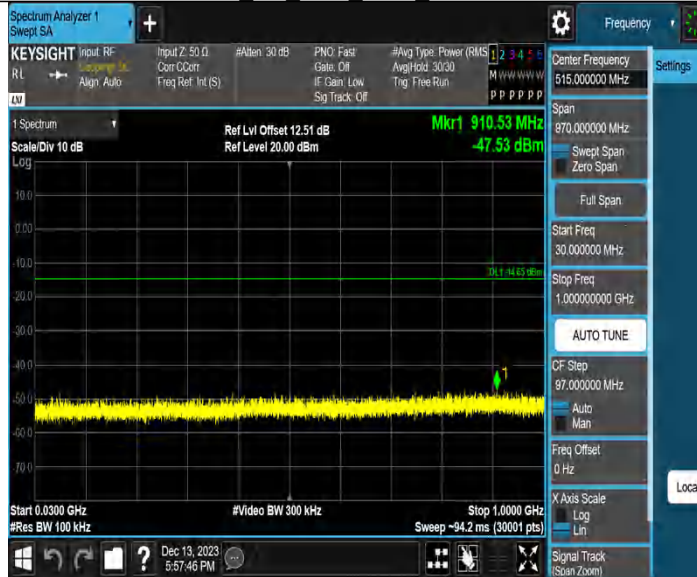 Spectrum Analyzer 1
Swept SA
+
Frequency
KEYSIGHT
Input: RF
Input Z: 50 Ω
#Atten: 30 dB
PNO: Fast
#Avg Type: Power (RMS
1 2 3 4 5 6
RL
Align: Auto
Corr CCorr
Freq Ref: Int (S)
Gate: Off
IF Gain: Low
Sig Track: Off
Avg|Hold: 30/30
Trig: Free Run
M W W W W W
P P P P P P
LXI
1 Spectrum
Scale/Div 10 dB
Ref Lvl Offset 12.51 dB
Ref Level 20.00 dBm
Mkr1 910.53 MHz
-47.53 dBm
Log
10.0
0.00
-10.0
DL1 -14.65 dBm
-20.0
-30.0
-40.0
1
-50.0
-60.0
-70.0
Start 0.0300 GHz
#Video BW 300 kHz
Stop 1.0000 GHz
#Res BW 100 kHz
Sweep ~94.2 ms (30001 pts)
?
Dec 13, 2023
5:57:46 PM
Center Frequency
515.000000 MHz
Settings
Span
970.000000 MHz
Swept Span
Zero Span
Full Span
Start Freq
30.000000 MHz
Stop Freq
1.000000000 GHz
AUTO TUNE
CF Step
97.000000 MHz
Auto
Man
Freq Offset
0 Hz
X Axis Scale
Log
Lin
Signal Track
(Span Zoom)
Loca